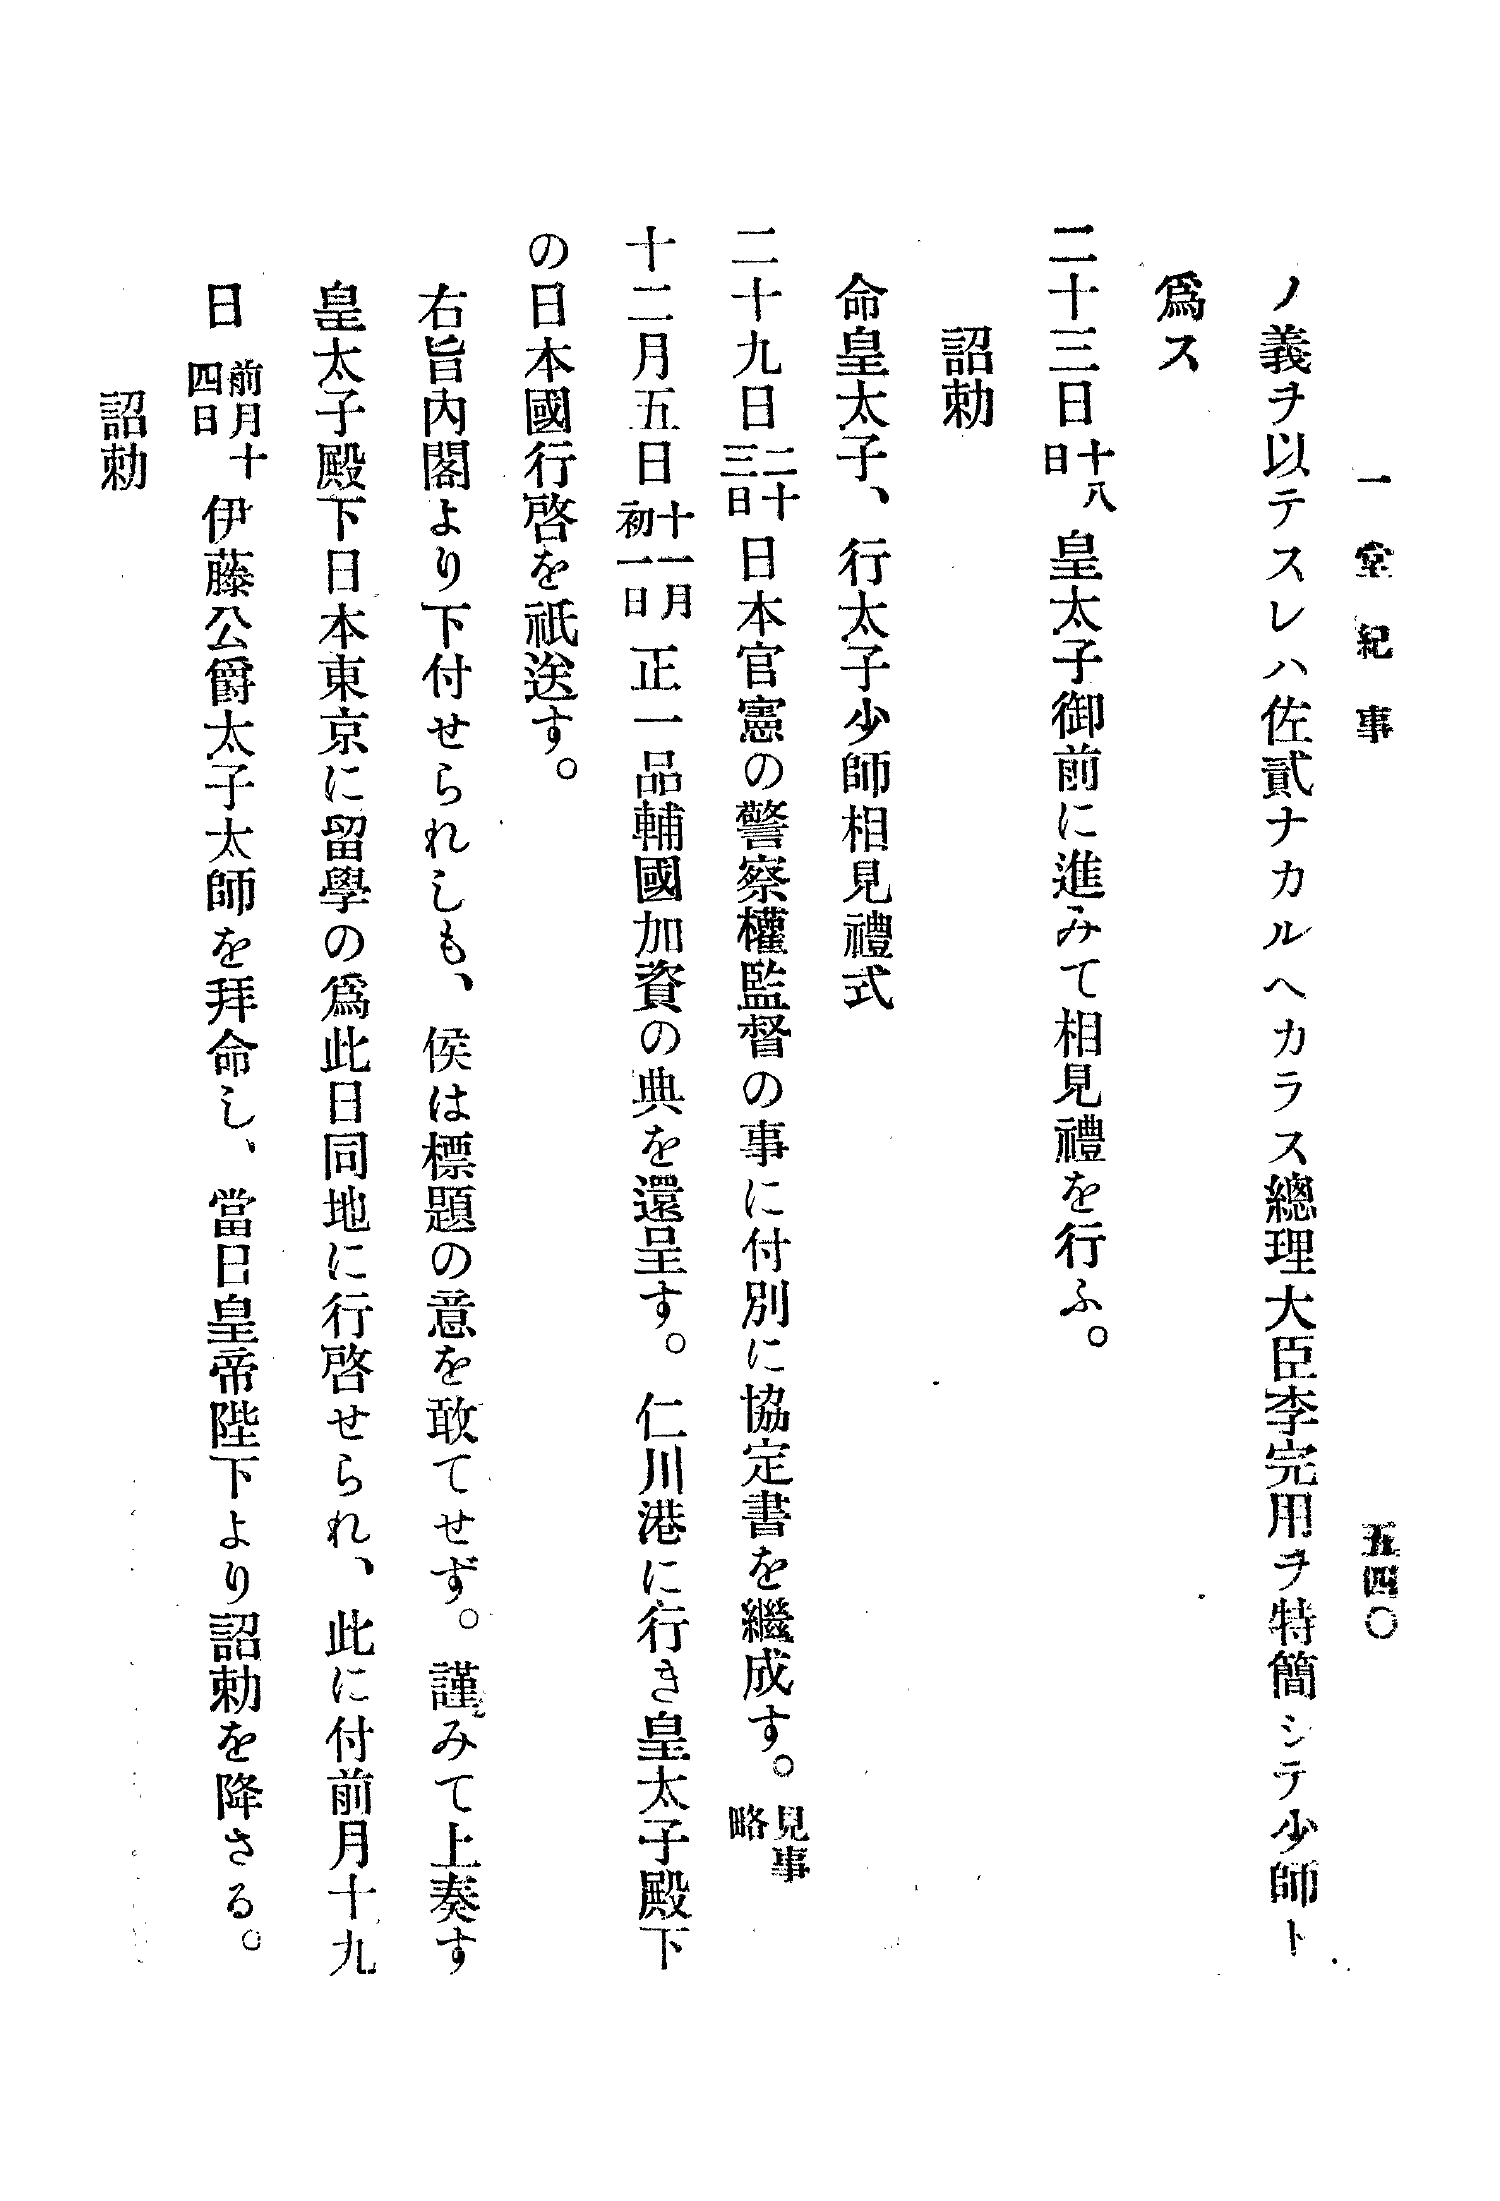 一堂紀事　五四〇
ノ義ヲ以テスレハ佐貳ナカルヘカラス總理大臣李完用ヲ特簡シテ少師ト
爲ス
二十三日十八日皇太子御前に進みて相見禮を行ふ。
詔勅
命皇太子、行太子少師相見禮式
二十九日二十三日日本官憲の警察權監督の事に付別に協定書を繼成す。見事略
十二月五日十一月初一日正一品輔國加資の典を還呈す。仁川港に行き皇太子殿下
の日本國行啓を祇送す。
右旨內閣より下付せられしも、侯は標題の意を敢てせず。謹みて上奏す
皇太子殿下日本東京に留學の爲此日同地に行啓せられ、此に付前月十九
日前月十四日伊藤公爵太子太師を拜命し、當日皇帝陛下より詔勅を降さる。
詔勅